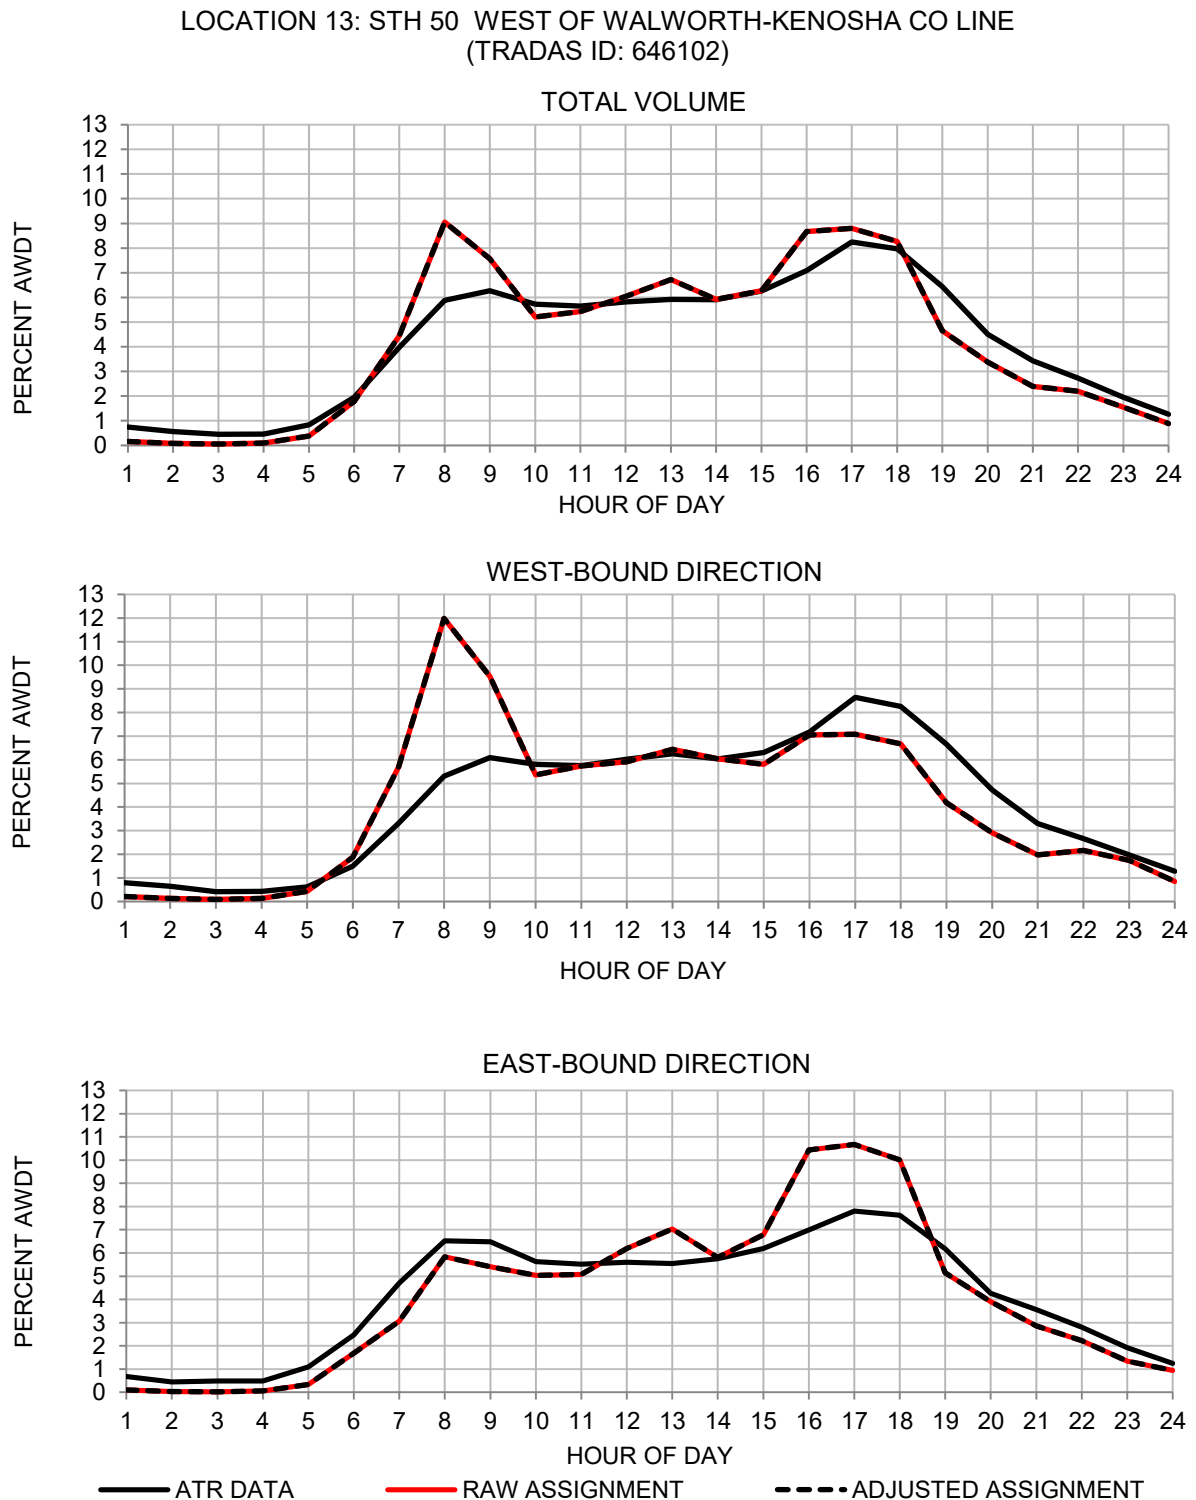 LOCATION 13: STH 50  WEST OF WALWORTH-KENOSHA CO LINE
(TRADAS ID: 646102)
TOTAL VOLUME
PERCENT AWDT
13
12
11
10
9
8
7
6
5
4
3
2
1
0
1 2 3 4 5 6 7 8 9 10 11 12 13 14 15 16 17 18 19 20 21 22 23 24
HOUR OF DAY
WEST-BOUND DIRECTION
PERCENT AWDT
13
12
11
10
9
8
7
6
5
4
3
2
1
0
1 2 3 4 5 6 7 8 9 10 11 12 13 14 15 16 17 18 19 20 21 22 23 24
HOUR OF DAY
EAST-BOUND DIRECTION
PERCENT AWDT
13
12
11
10
9
8
7
6
5
4
3
2
1
0
1 2 3 4 5 6 7 8 9 10 11 12 13 14 15 16 17 18 19 20 21 22 23 24
HOUR OF DAY
ATR DATA RAW ASSIGNMENT ADJUSTED ASSIGNMENT